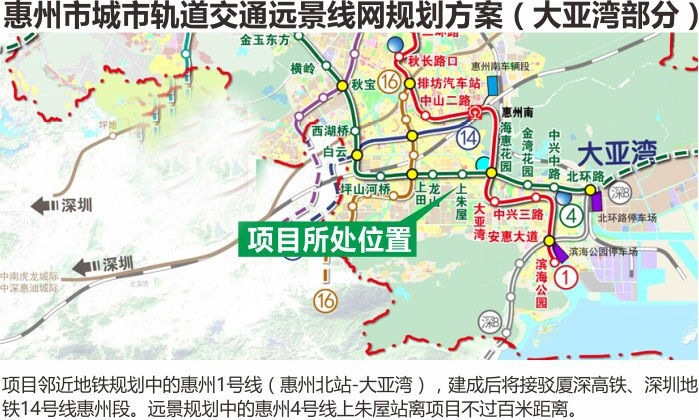 惠州市城市轨道交通远景线网规划方案（大亚湾部分）
金玉东方
横岭
秋宝
秋长路口
惠州南车辆段
16
排坊汽车站
中山二路
惠州南
坪地
西湖桥
14
白云
海惠花园
金湾花园
中兴中路
大亚湾
北环路
坪山河桥
上田
龙山
上朱屋
深B
深圳
大亚湾
中兴三路
4
北环路停车场
项目所处位置
安惠大道
滨海公园停车场
深圳
中南虎龙城际
中深惠汕城际
滨海公园
1
16
深B
项目邻近地铁规划中的惠州1号线（惠州北站-大亚湾），建成后将接驳厦深高铁、深圳地
铁14号线惠州段。远景规划中的惠州4号线上朱屋站离项目不过百米距离。